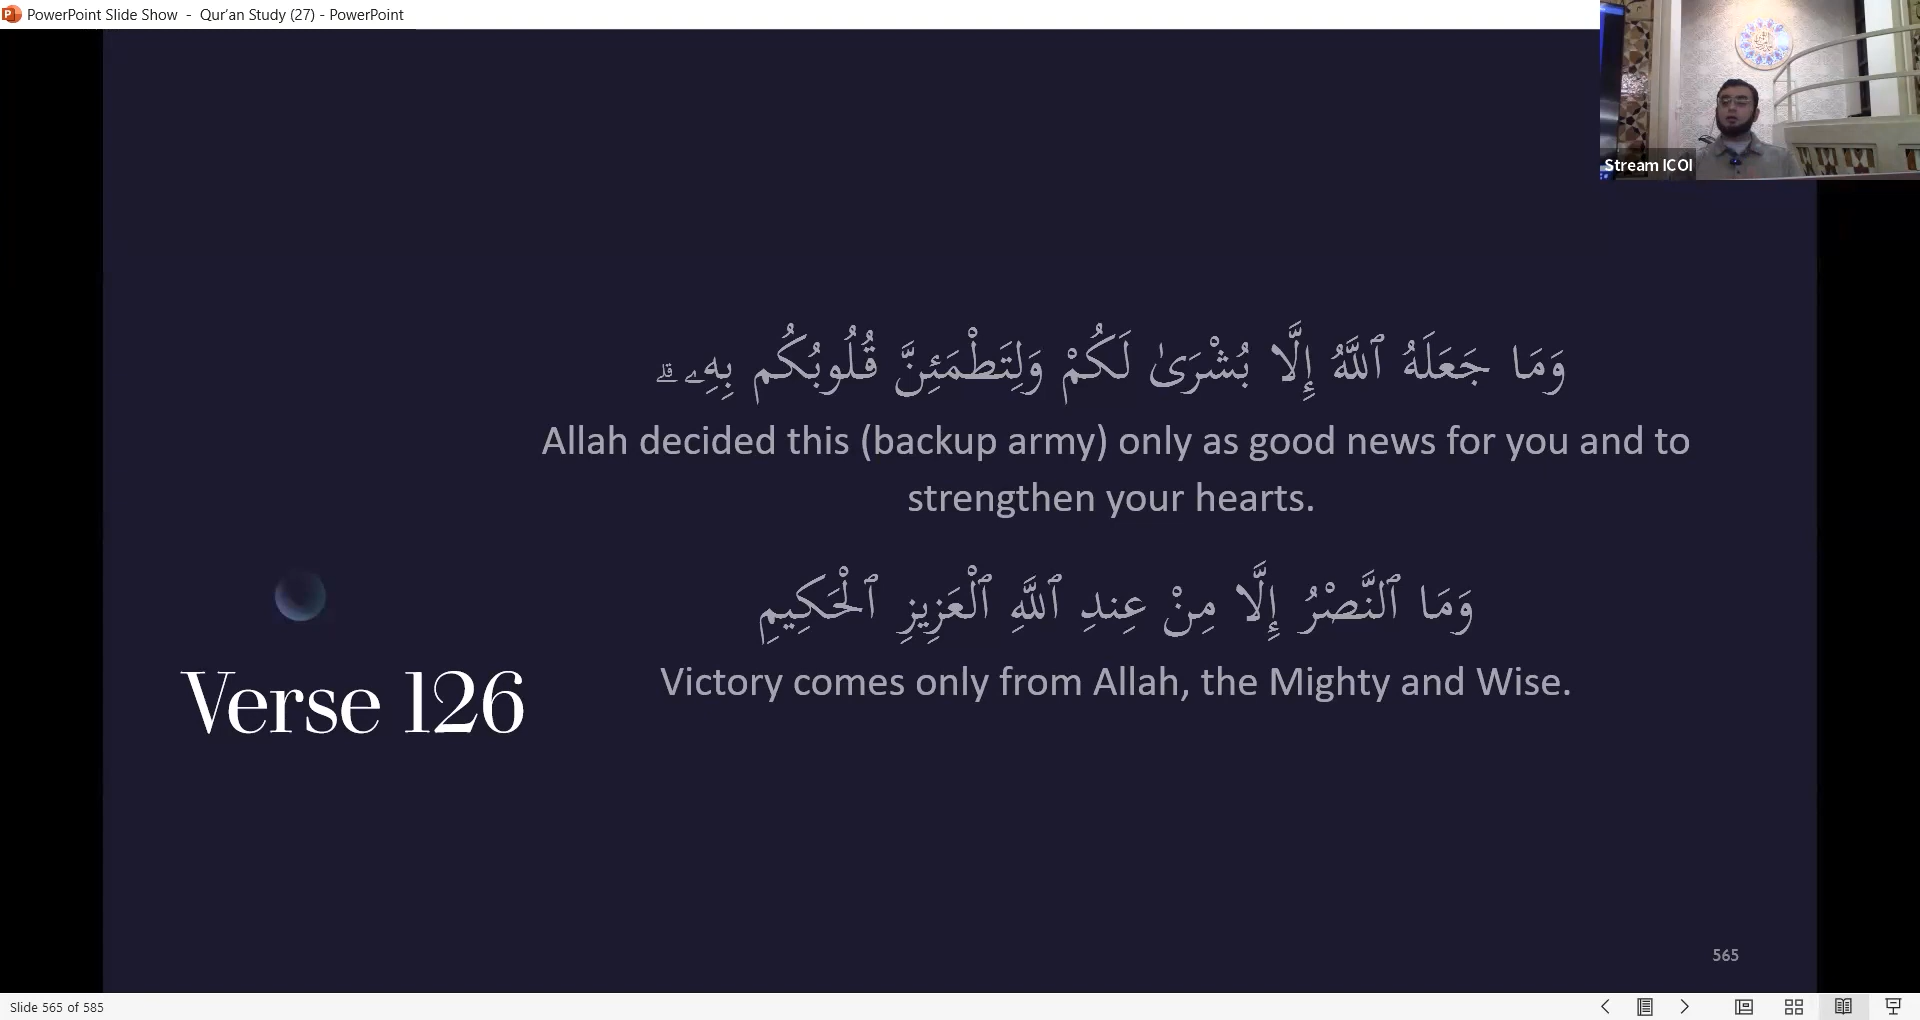 PowerPoint Slide Show - Qur’an Study (27) - PowerPoint
Stream ICOI
وَمَا جَعَلَهُ ٱللَّهُ إِلَّا بُشْرَىٰ لَكُمْ وَلِتَطْمَئِنَّ قُلُوبُكُم بِهِۦ ۗ
Allah decided this (backup army) only as good news for you and to
strengthen your hearts.
وَمَا ٱلنَّصْرُ إِلَّا مِنْ عِندِ ٱللَّهِ ٱلْعَزِيزِ ٱلْحَكِيمِ
Victory comes only from Allah, the Mighty and Wise.
Verse 126
565
Slide 565 of 585